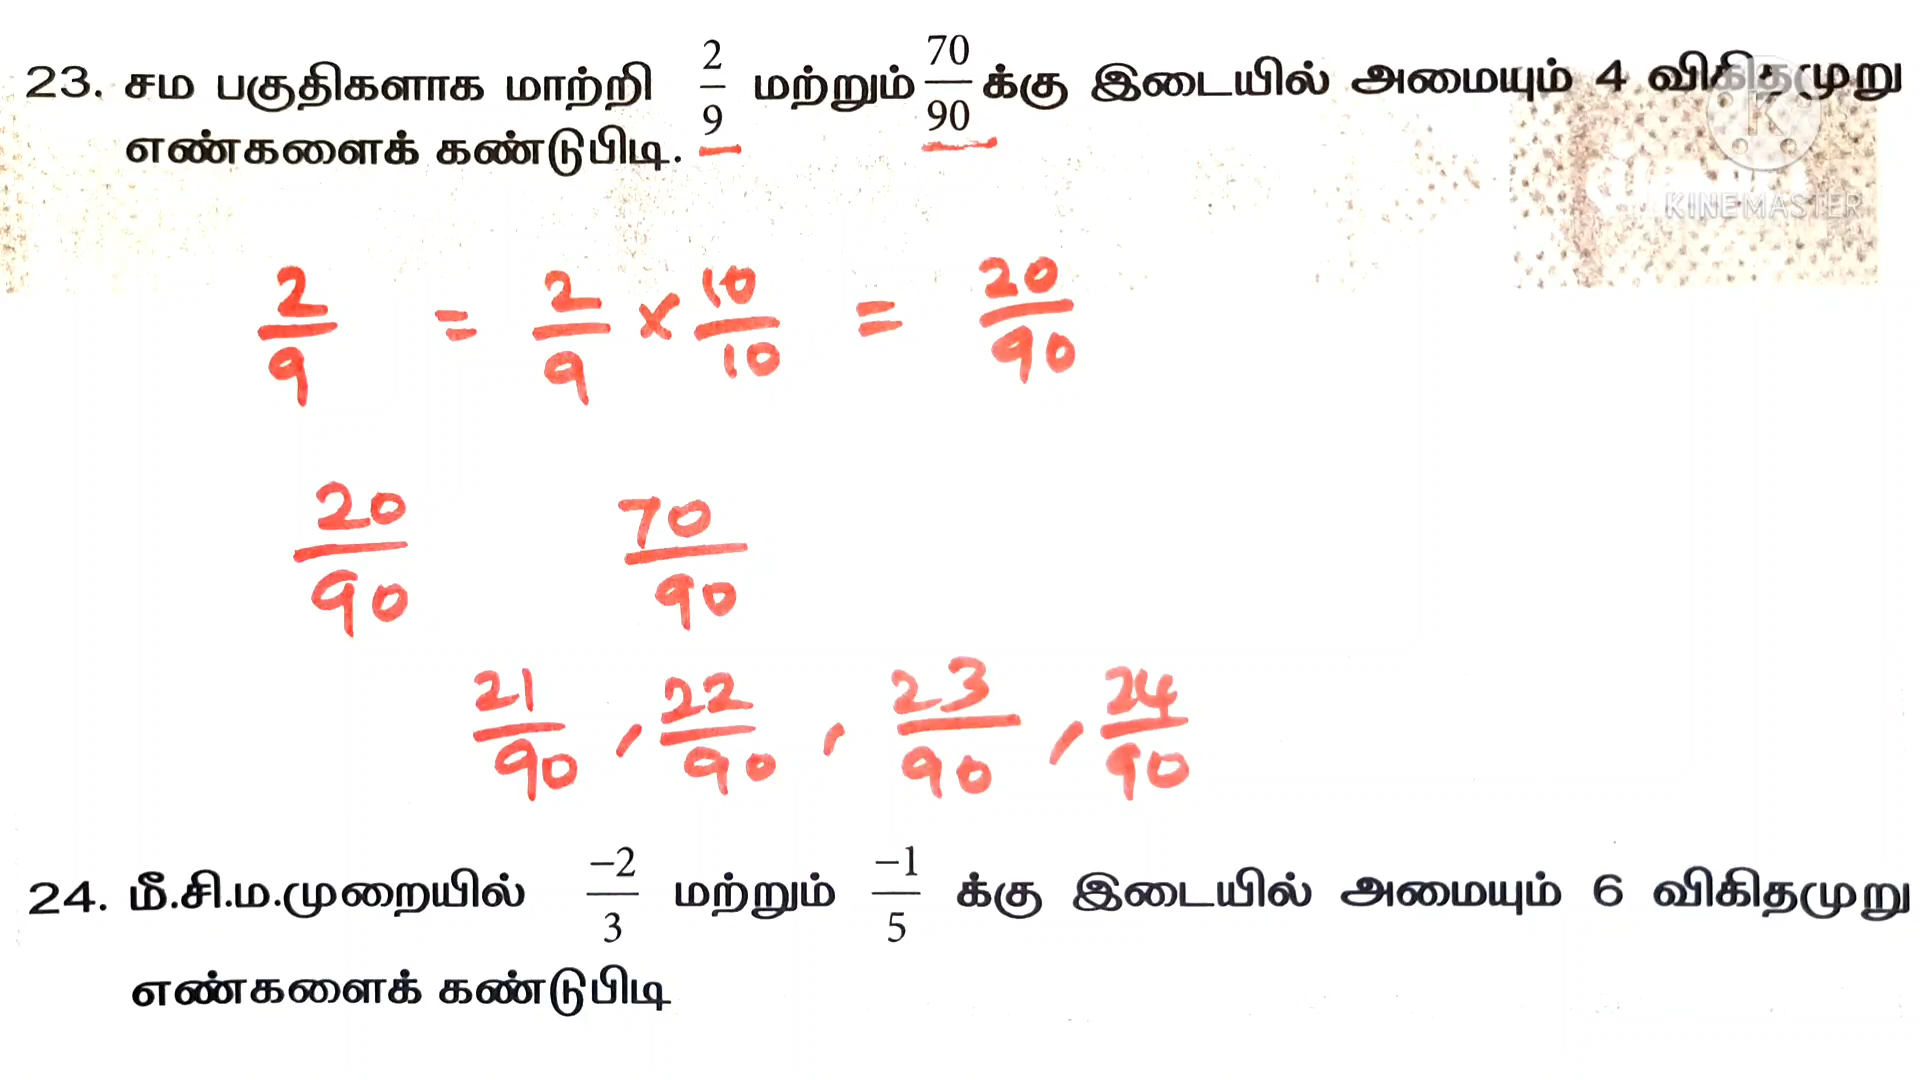 23. சம பகுதிகளாக மாற்றி 2/9 மற்றும் 70/90 க்கு இடையில் அமையும் 4 விகிதமுறு
எண்களைக் கண்டுபிடி.
KINEMASTER
2/9 = 2/9 × 10/10 = 20/90
20/90 70/90
21/90 , 22/90 , 23/90 , 24/90
24. மீ.சி.ம.முறையில் -2/3 மற்றும் -1/5 க்கு இடையில் அமையும் 6 விகிதமுறு
எண்களைக் கண்டுபிடி